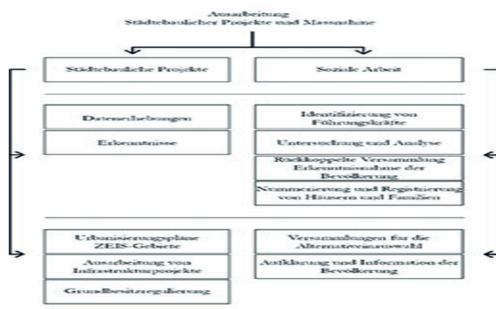 Ausarbeitung
Städtebaulicher Projekte und Massnahme
Städtebauliche Projekte
Soziale Arbeit
Datenerhebungen
Identifizierung von
Führungskräfte
Erkenntnisse
Untersuchung und Analyse
Rückkoppelte Versammlung
Erkenntnisnahme der
Bevölkerung
Nummerierung und Registrierung
von Häusern und Familien
Urbanisierungspläne
ZEIS-Gebiete
Versammlungen für die
Alternativeinauswahl
Ausarbeitung von
Infrastrukturprojekte
Aufklärung und Information der
Bevölkerung
Grundbesitzregulierung